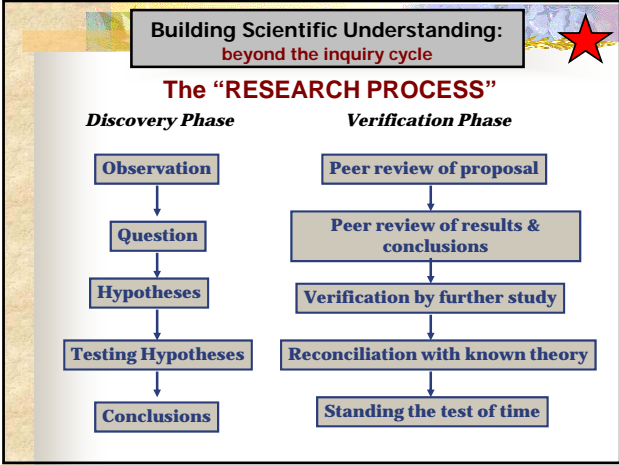 Building Scientific Understanding:
beyond the inquiry cycle
The “RESEARCH PROCESS”
Discovery Phase
Observation
Question
Hypotheses
Testing Hypotheses
Conclusions
Verification Phase
Peer review of proposal
Peer review of results &
conclusions
Verification by further study
Reconciliation with known theory
Standing the test of time